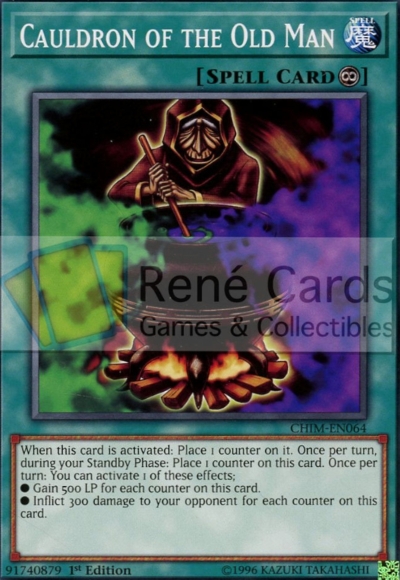 CAULDRON OF THE OLD MAN
SPELL
魔
[SPELL CARD]
René Cards
Games & Collectibles
CHIM-EN064
When this card is activated: Place 1 counter on it. Once per turn,
during your Standby Phase: Place 1 counter on this card. Once per
turn: You can activate 1 of these effects;
● Gain 500 LP for each counter on this card.
● Inflict 300 damage to your opponent for each counter on this
card.
91740879 1st Edition ©1996 KAZUKI TAKAHASHI